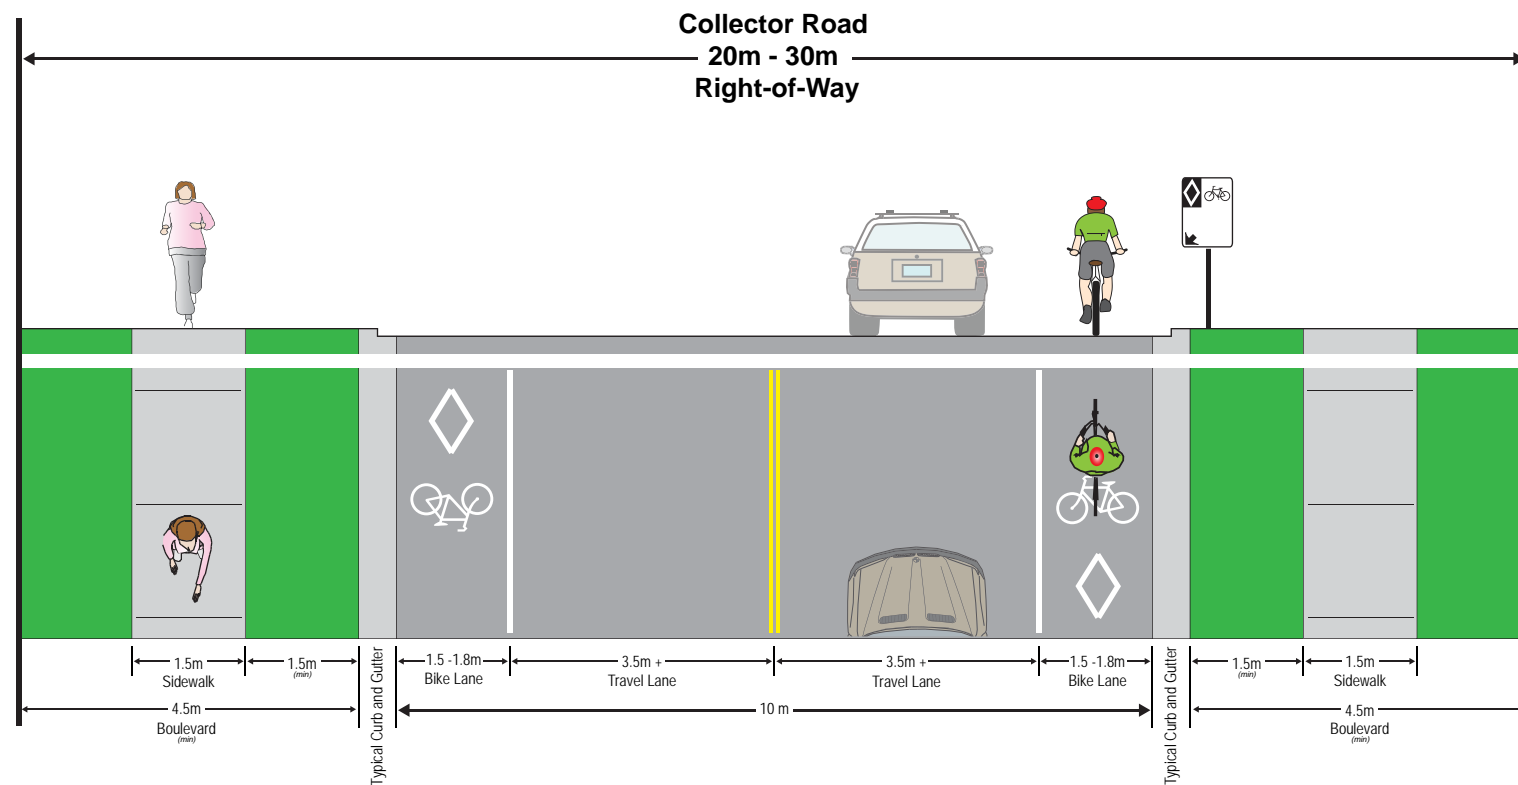 Collector Road
20m - 30m
Right-of-Way
1.5m
Sidewalk
1.5m
(min)
4.5m
Boulevard
(min)
Typical Curb and Gutter
1.5 -1.8m
Bike Lane
3.5m +
Travel Lane
3.5m +
Travel Lane
1.5 -1.8m
Bike Lane
10 m
Typical Curb and Gutter
1.5m
(min)
1.5m
Sidewalk
4.5m
Boulevard
(min)